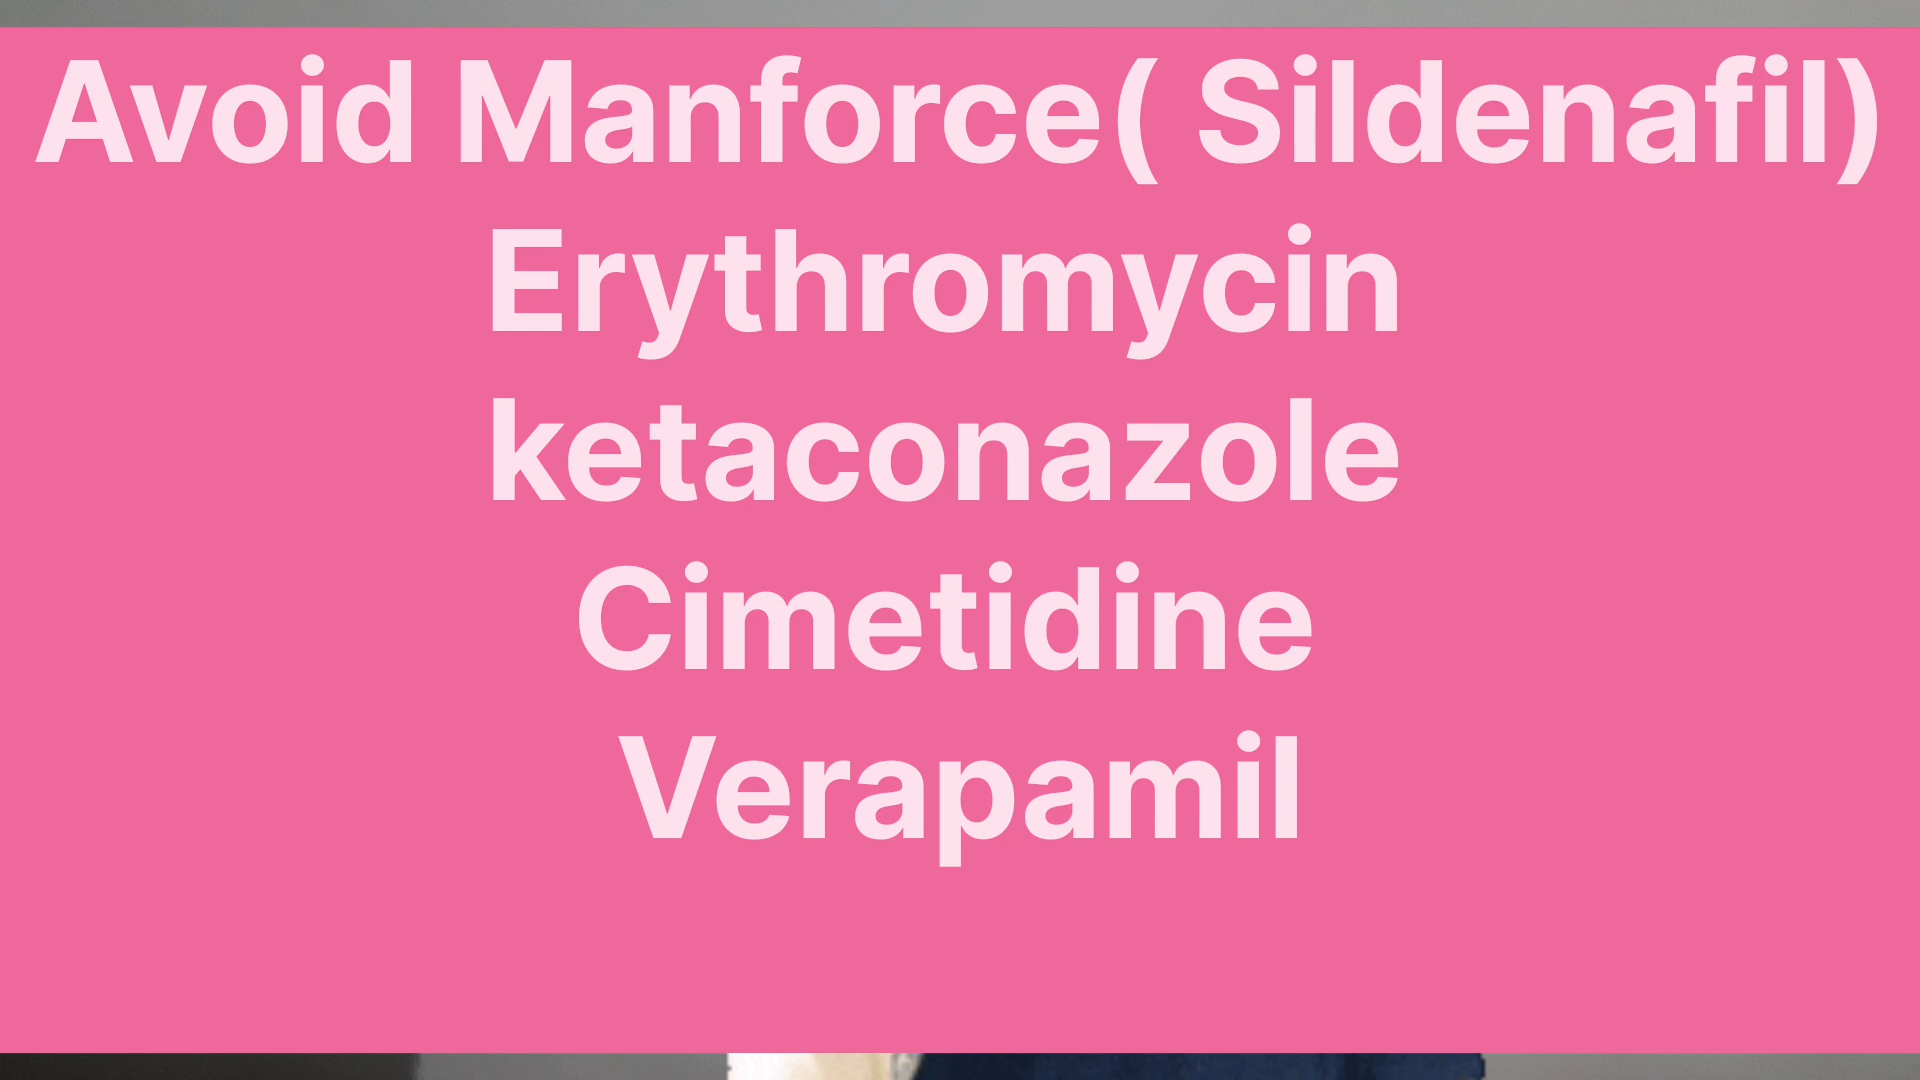 Avoid Manforce( Sildenafil)
Erythromycin
ketaconazole
Cimetidine
Verapamil